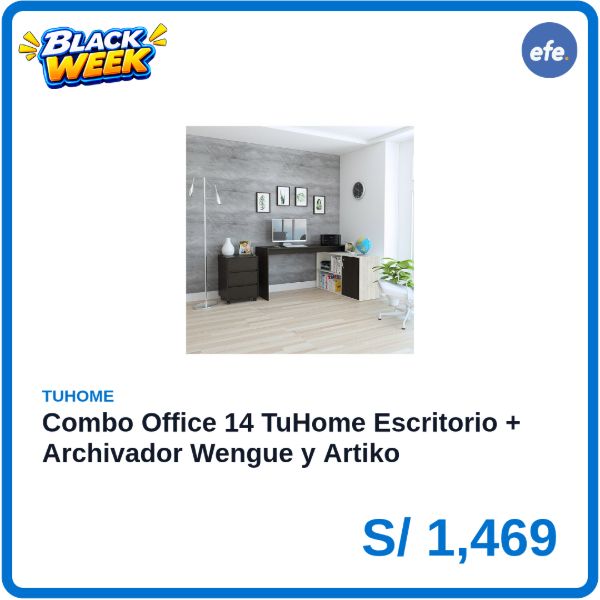 BLACK
WEEK
efe.
TUHOME
Combo Office 14 TuHome Escritorio +
Archivador Wengue y Artiko
S/ 1,469